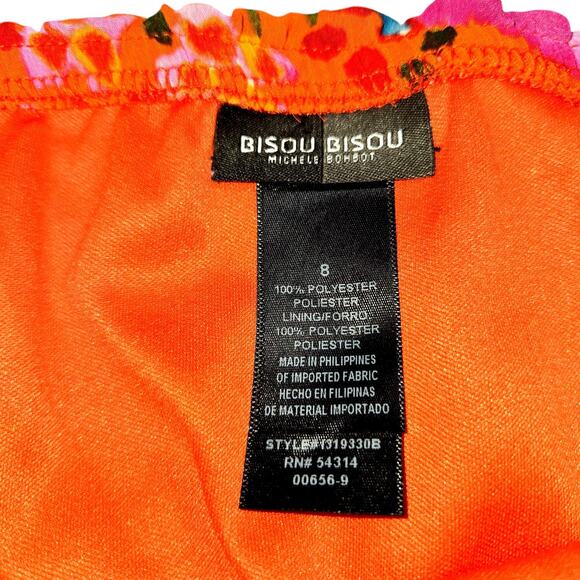 BISOU BISOU
MICHELE BOHBOT
8
100% POLYESTER
POLIESTER
LINING/FORRO:
100% POLYESTER
POLIESTER
MADE IN PHILIPPINES
OF IMPORTED FABRIC
HECHO EN FILIPINAS
DE MATERIAL IMPORTADO
STYLE#1319330B
RN# 54314
00656-9